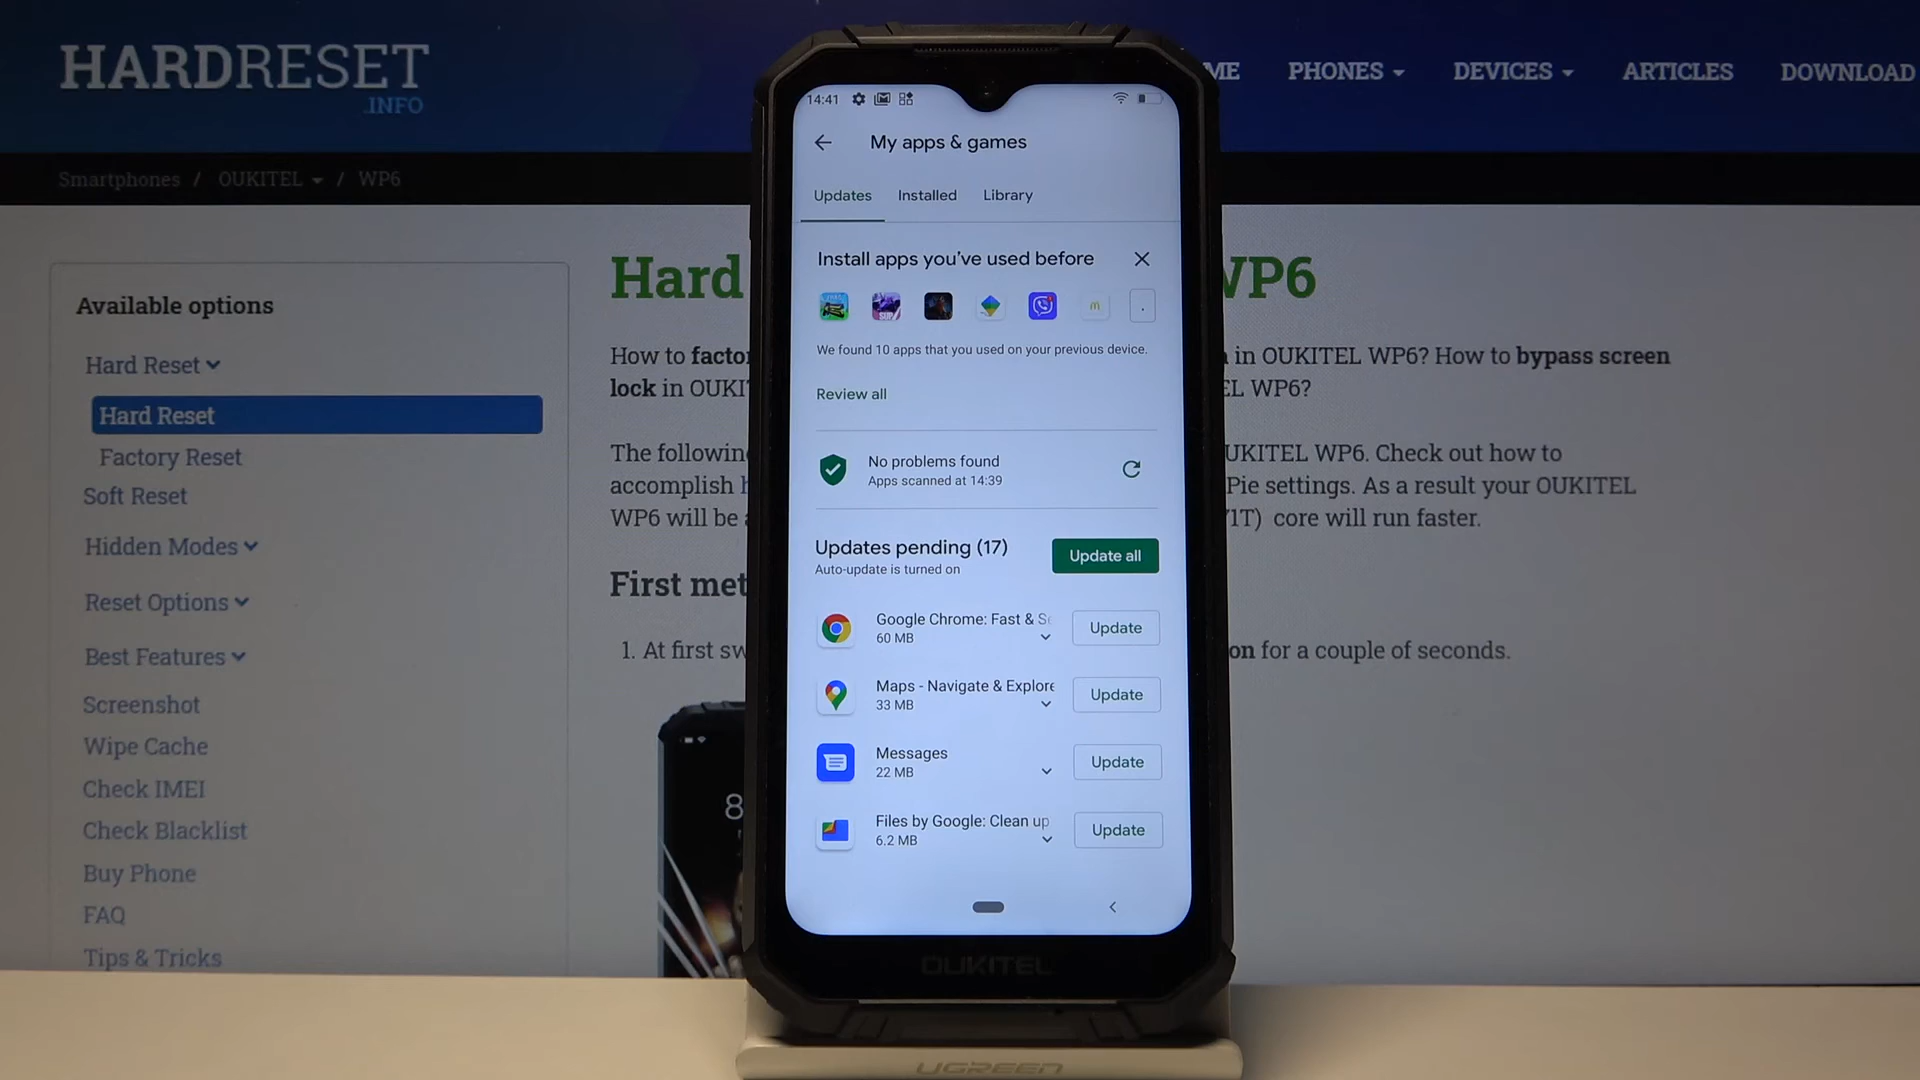 HARDRESET
.INFO
ME PHONES DEVICES ARTICLES DOWNLOAD
Smartphones / OUKITEL / WP6
Available options
Hard Reset
Hard Reset
Factory Reset
Soft Reset
Hidden Modes
Reset Options
Best Features
Screenshot
Wipe Cache
Check IMEI
Check Blacklist
Buy Phone
FAQ
Tips & Tricks
Hard WP6
How to in OUKITEL WP6? How to bypass screen
lock in WP6?
The following WP6. Check out how to
accomplish Pie settings. As a result your OUKITEL
WP6 will be core will run faster.
First
1. At first for a couple of seconds.
14:41
My apps & games
Updates Installed Library
Install apps you've used before
We found 10 apps that you used on your previous device.
Review all
No problems found
Apps scanned at 14:39
Updates pending (17)
Auto-update is turned on
Update all
Google Chrome: Fast & Se
60 MB
Update
Maps - Navigate & Explore
33 MB
Update
Messages
22 MB
Update
Files by Google: Clean up
6.2 MB
Update
OUKITEL
UGREEN